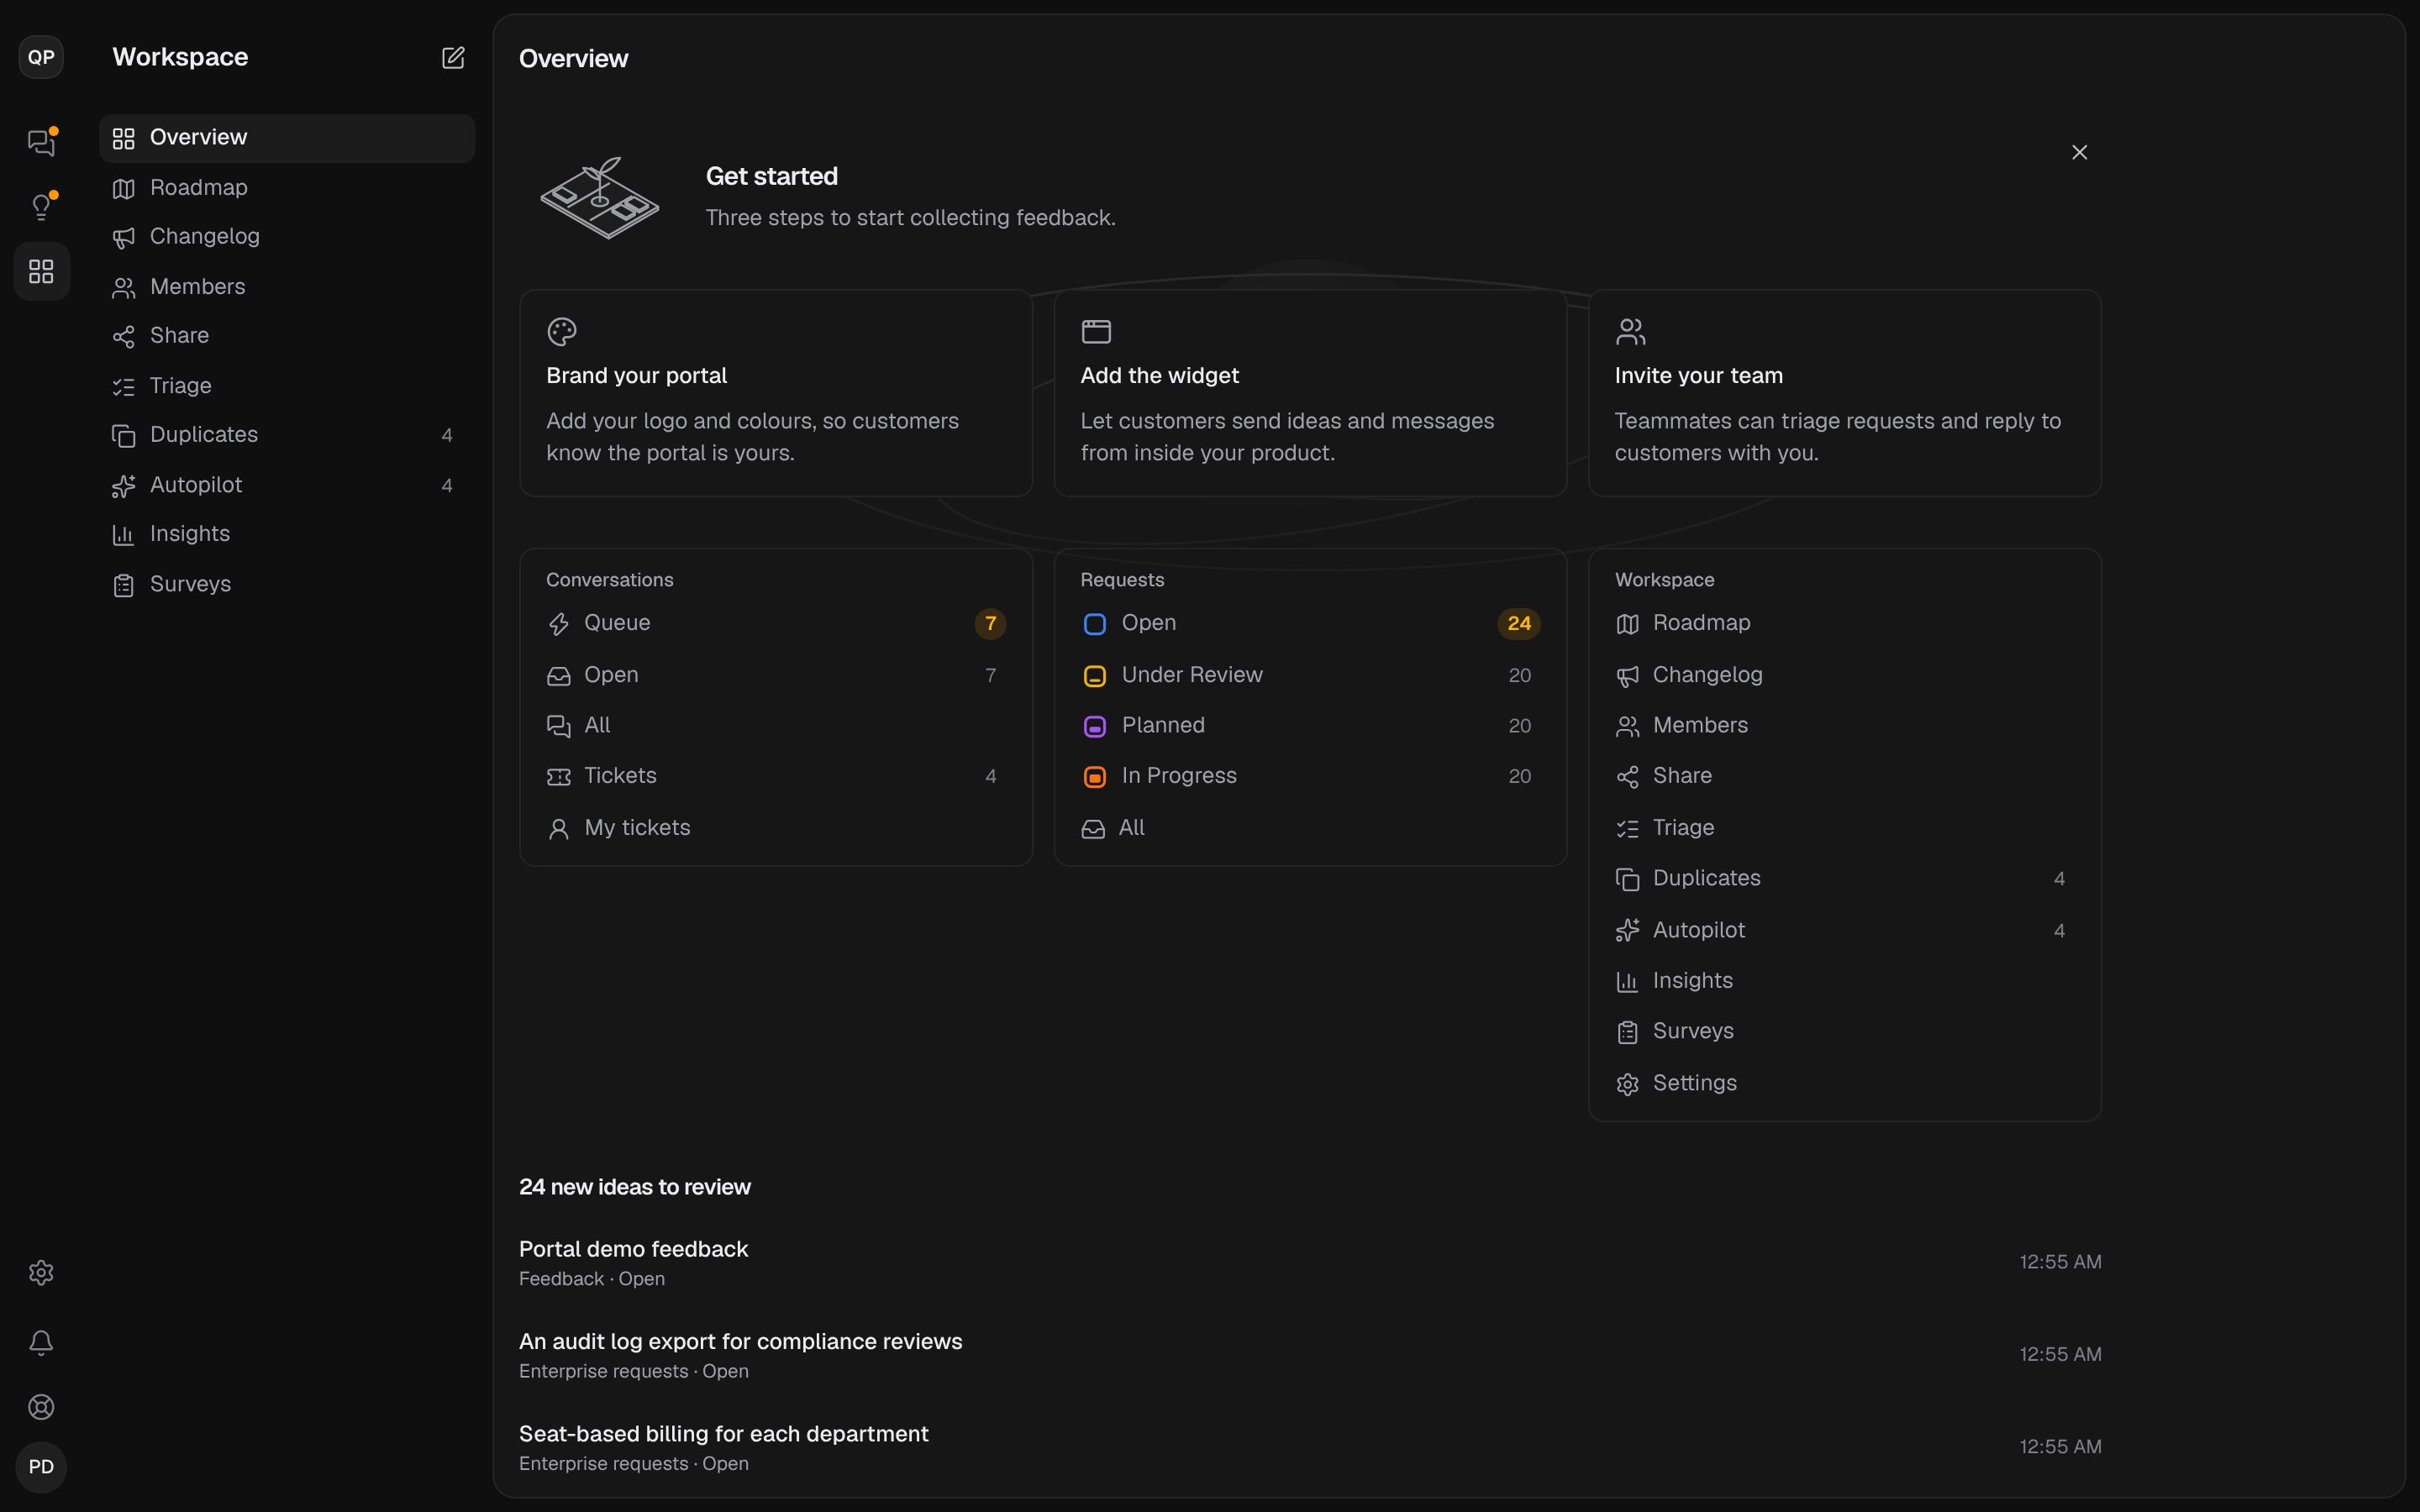 QP
Workspace
Overview
Roadmap
Changelog
Members
Share
Triage
Duplicates 4
Autopilot 4
Insights
Surveys
PD
Overview
Get started
Three steps to start collecting feedback.
Brand your portal
Add your logo and colours, so customers
know the portal is yours.
Add the widget
Let customers send ideas and messages
from inside your product.
Invite your team
Teammates can triage requests and reply to
customers with you.
Conversations
Queue 7
Open 7
All
Tickets 4
My tickets
Requests
Open 24
Under Review 20
Planned 20
In Progress 20
All
Workspace
Roadmap
Changelog
Members
Share
Triage
Duplicates 4
Autopilot 4
Insights
Surveys
Settings
24 new ideas to review
Portal demo feedback
Feedback · Open
12:55 AM
An audit log export for compliance reviews
Enterprise requests · Open
12:55 AM
Seat-based billing for each department
Enterprise requests · Open
12:55 AM